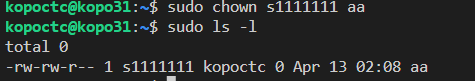 kopoctc@kopo31:~$ sudo chown s1111111 aa
kopoctc@kopo31:~$ sudo ls -l
total 0
-rw-rw-r-- 1 s1111111 kopoctc 0 Apr 13 02:08 aa